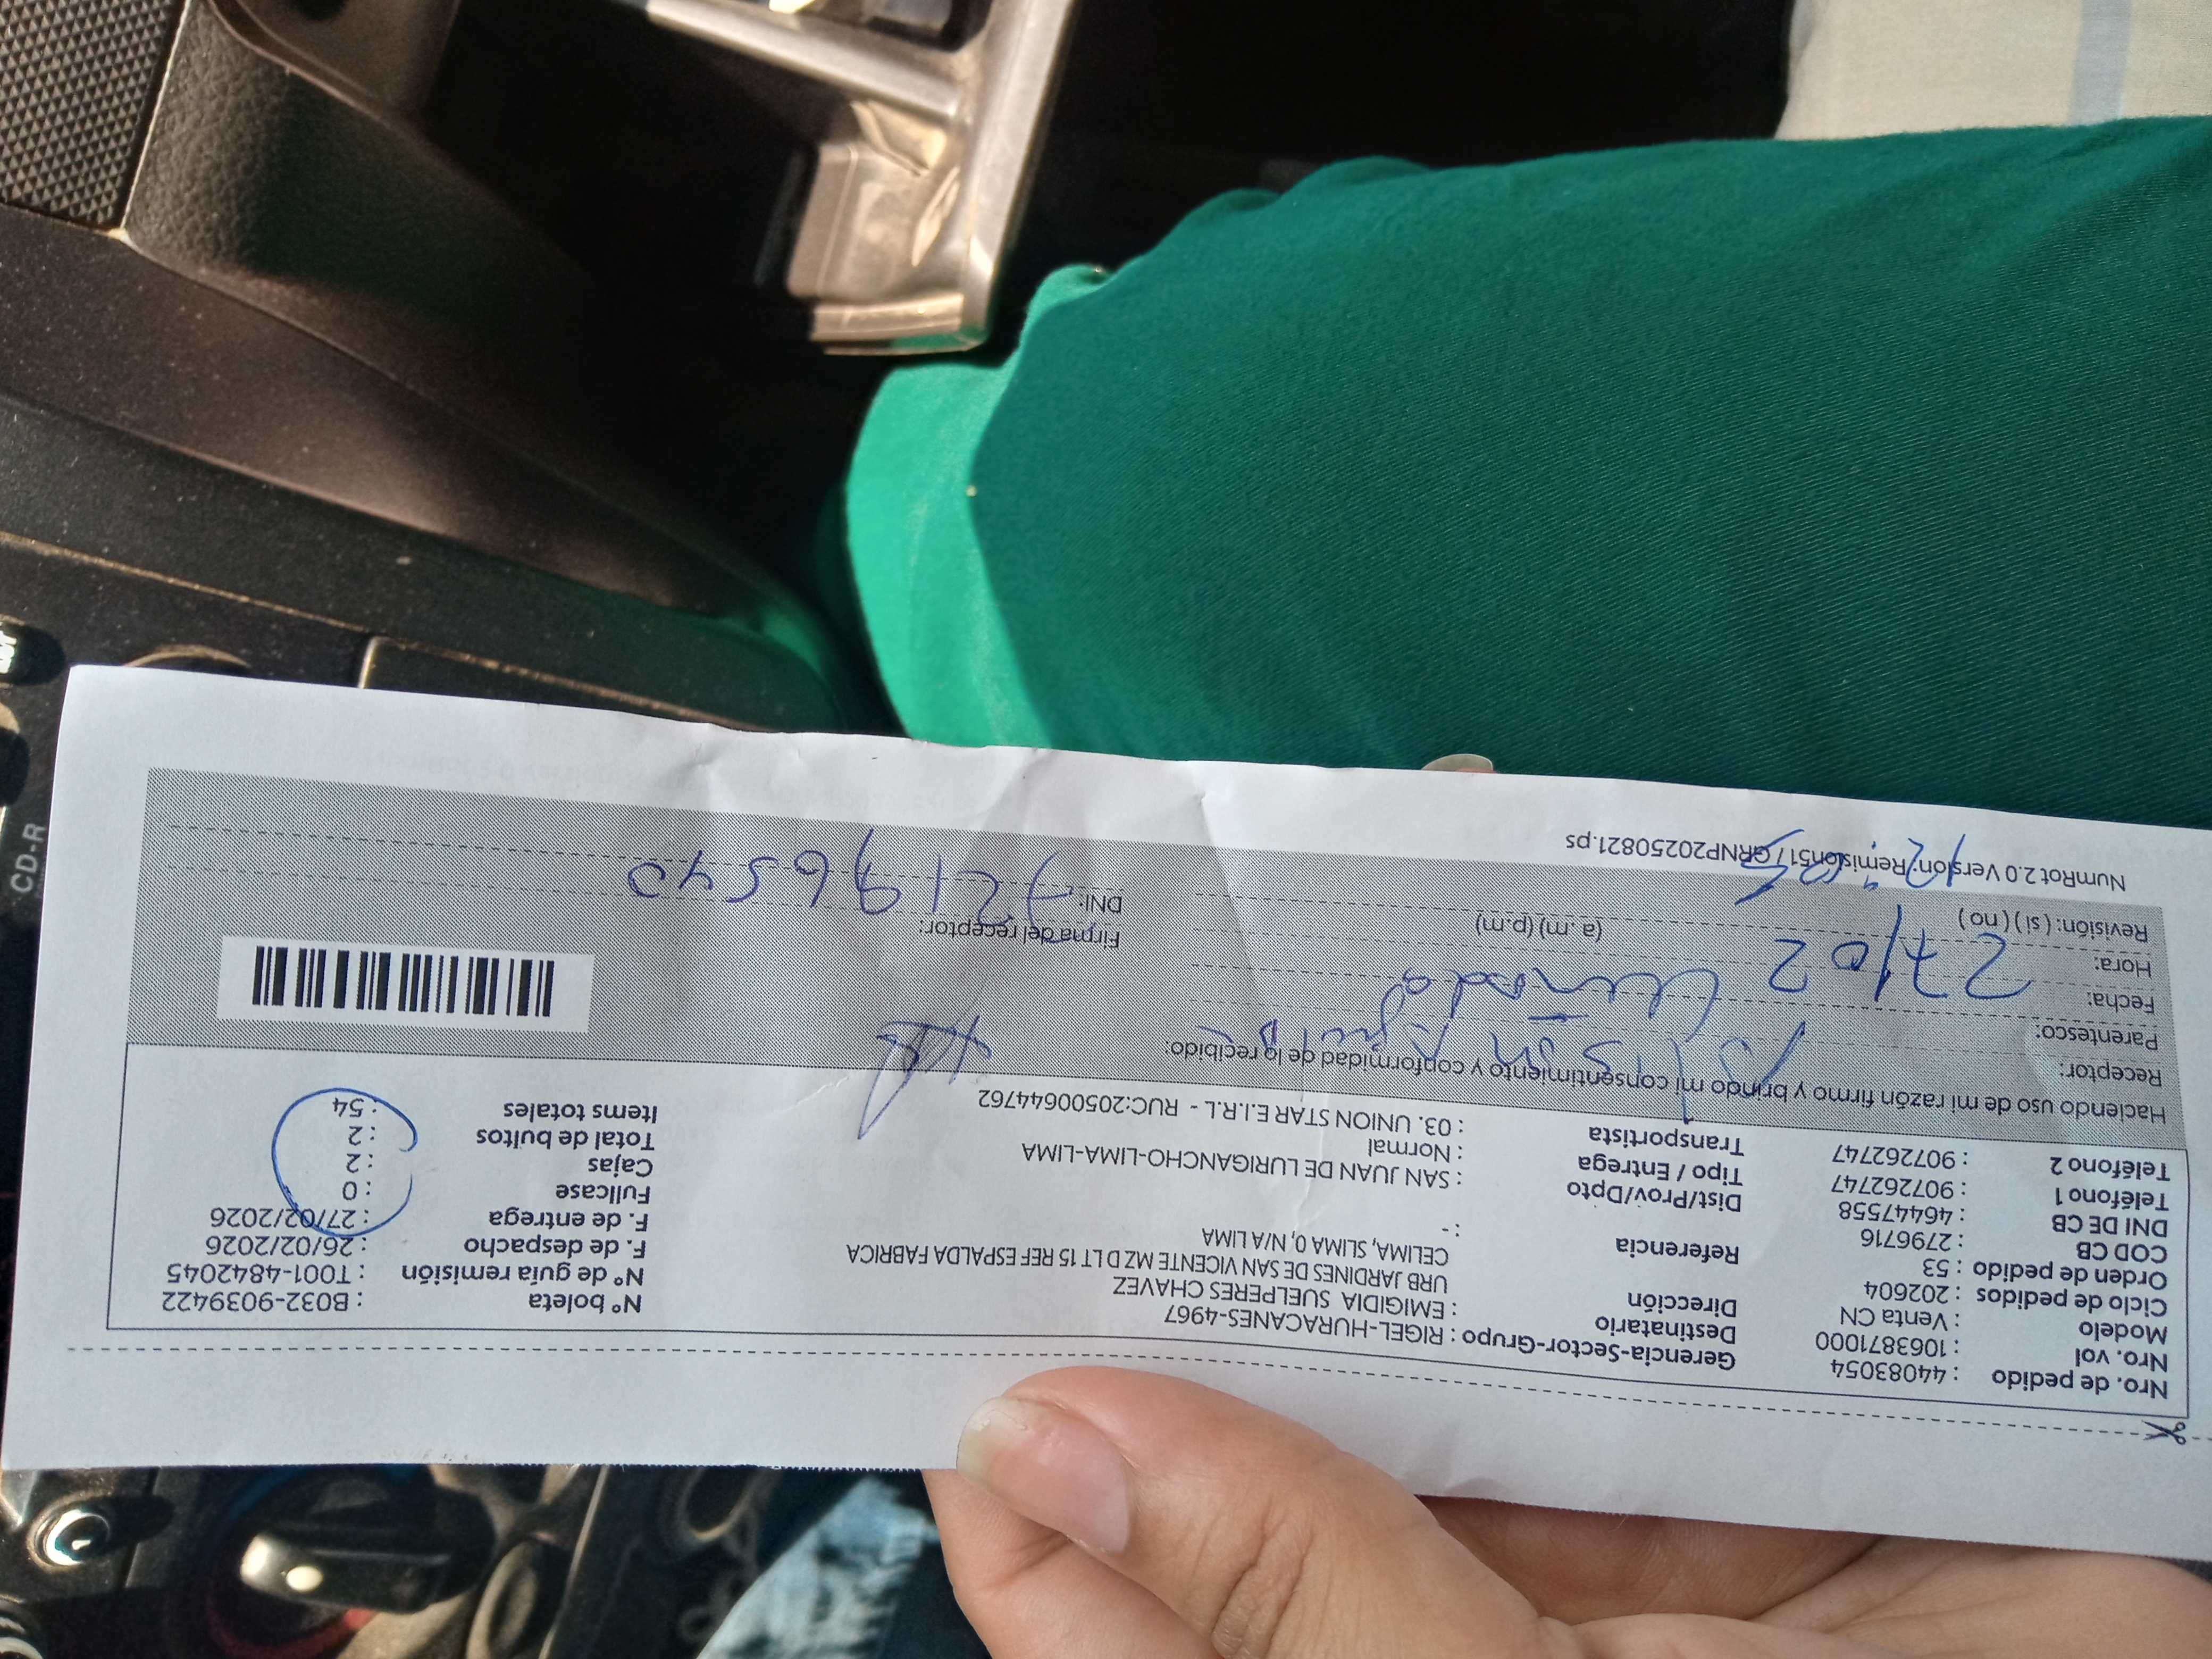 Nro. de pedido : 44083054
Nro. vol : 1063871000
Modelo : Venta CN
Ciclo de pedidos : 202604
Orden de pedido : 53
COD CB : 2796716
DNI DE CB : 46447558
Teléfono 1 : 907262747
Teléfono 2 : 907262747
Gerencia-Sector-Grupo : RIGEL-HURACANES-4967
Destinatario : EMIGIDIA SUELPERES CHAVEZ
Dirección : URB JARDINES DE SAN VICENTE MZ D LT 15 REF ESPALDA FABRICA
CELIMA, SLIMA 0, N/A LIMA
Referencia : -
Dist/Prov/Dpto : SAN JUAN DE LURIGANCHO-LIMA-LIMA
Tipo / Entrega : Normal
Transportista : 03. UNION STAR E.I.R.L - RUC:20500644762
Nº boleta : B032-9039422
Nº de guía remisión : T001-4842045
F. de despacho : 26/02/2026
F. de entrega : 27/02/2026
Fullcase : 0
Cajas : 2
Total de bultos : 2
Items totales : 54
Haciendo uso de mi razón firmo y brindo mi consentimiento y conformidad de lo recibido:
Receptor:
Parentesco:
Fecha: 27/02
Hora: (a. m) (p. m)
Revisión: ( si ) ( no )
Firma del receptor:
DNI: 72196540
NumRot 2.0 Versión: Remision517GRNP20250821.ps
CD-R